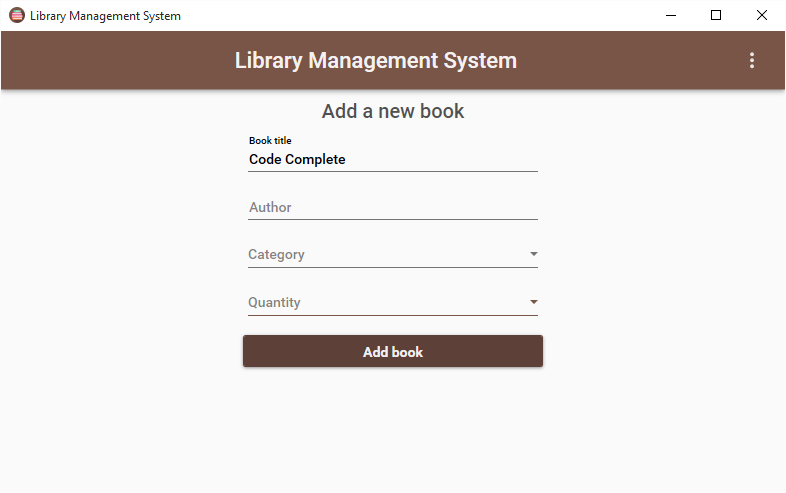 Library Management System
Library Management System
Add a new book
Book title
Code Complete
Author
Category
Quantity
Add book